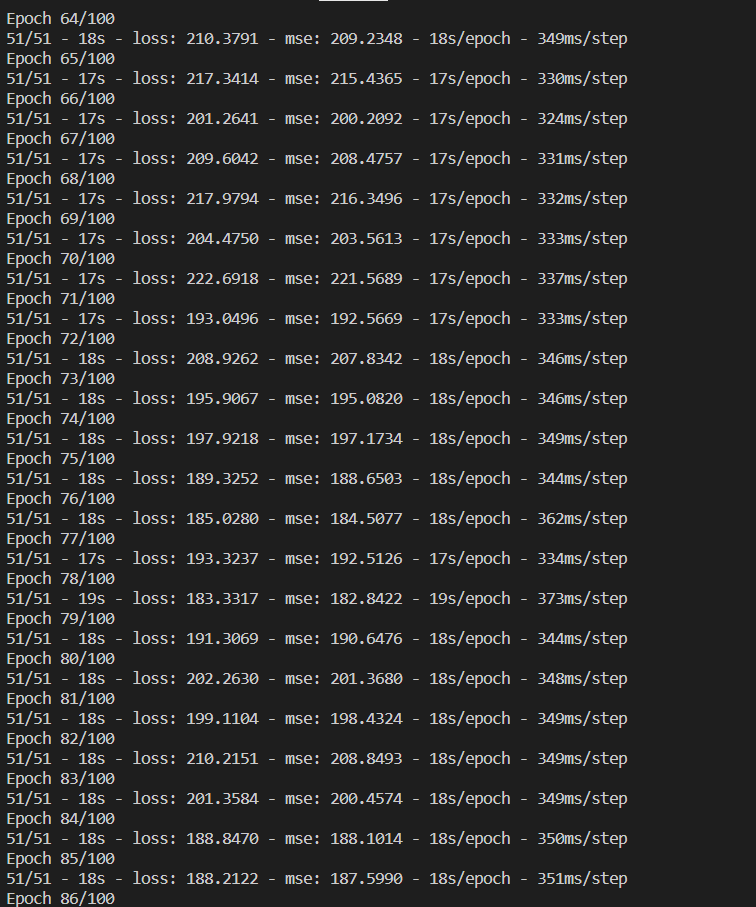 Epoch 64/100
51/51 - 18s - loss: 210.3791 - mse: 209.2348 - 18s/epoch - 349ms/step
Epoch 65/100
51/51 - 17s - loss: 217.3414 - mse: 215.4365 - 17s/epoch - 330ms/step
Epoch 66/100
51/51 - 17s - loss: 201.2641 - mse: 200.2092 - 17s/epoch - 324ms/step
Epoch 67/100
51/51 - 17s - loss: 209.6042 - mse: 208.4757 - 17s/epoch - 331ms/step
Epoch 68/100
51/51 - 17s - loss: 217.9794 - mse: 216.3496 - 17s/epoch - 332ms/step
Epoch 69/100
51/51 - 17s - loss: 204.4750 - mse: 203.5613 - 17s/epoch - 333ms/step
Epoch 70/100
51/51 - 17s - loss: 222.6918 - mse: 221.5689 - 17s/epoch - 337ms/step
Epoch 71/100
51/51 - 17s - loss: 193.0496 - mse: 192.5669 - 17s/epoch - 333ms/step
Epoch 72/100
51/51 - 18s - loss: 208.9262 - mse: 207.8342 - 18s/epoch - 346ms/step
Epoch 73/100
51/51 - 18s - loss: 195.9067 - mse: 195.0820 - 18s/epoch - 346ms/step
Epoch 74/100
51/51 - 18s - loss: 197.9218 - mse: 197.1734 - 18s/epoch - 349ms/step
Epoch 75/100
51/51 - 18s - loss: 189.3252 - mse: 188.6503 - 18s/epoch - 344ms/step
Epoch 76/100
51/51 - 18s - loss: 185.0280 - mse: 184.5077 - 18s/epoch - 362ms/step
Epoch 77/100
51/51 - 17s - loss: 193.3237 - mse: 192.5126 - 17s/epoch - 334ms/step
Epoch 78/100
51/51 - 19s - loss: 183.3317 - mse: 182.8422 - 19s/epoch - 373ms/step
Epoch 79/100
51/51 - 18s - loss: 191.3069 - mse: 190.6476 - 18s/epoch - 344ms/step
Epoch 80/100
51/51 - 18s - loss: 202.2630 - mse: 201.3680 - 18s/epoch - 348ms/step
Epoch 81/100
51/51 - 18s - loss: 199.1104 - mse: 198.4324 - 18s/epoch - 349ms/step
Epoch 82/100
51/51 - 18s - loss: 210.2151 - mse: 208.8493 - 18s/epoch - 349ms/step
Epoch 83/100
51/51 - 18s - loss: 201.3584 - mse: 200.4574 - 18s/epoch - 349ms/step
Epoch 84/100
51/51 - 18s - loss: 188.8470 - mse: 188.1014 - 18s/epoch - 350ms/step
Epoch 85/100
51/51 - 18s - loss: 188.2122 - mse: 187.5990 - 18s/epoch - 351ms/step
Epoch 86/100